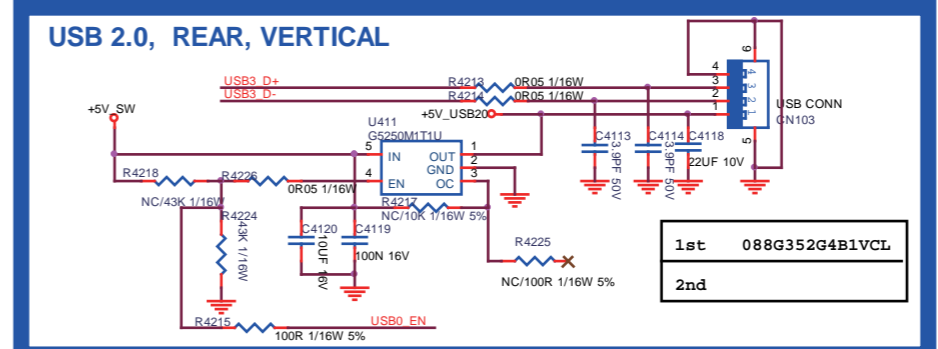 USB 2.0, REAR, VERTICAL
USB3_D+
R4213
0R05 1/16W
USB3_D-
R4214
0R05 1/16W
+5V_SW
+5V_USB20
U411
G5250M1T1U
5 IN OUT 1
GND 2
4 EN OC 3
6
4 4
3 3
2 2
1 1
5
USB CONN
CN103
R4218
NC/43K 1/16W
R4226
0R05 1/16W
R4224
43K 1/16W
R4217
NC/10K 1/16W 5%
C4120
10UF 16V
C4119
100N 16V
C4113
3.9PF 50V
C4114
3.9PF 50V
C4118
22UF 10V
R4225
NC/100R 1/16W 5%
R4215
100R 1/16W 5%
USB0_EN
1st 088G352G4B1VCL
2nd